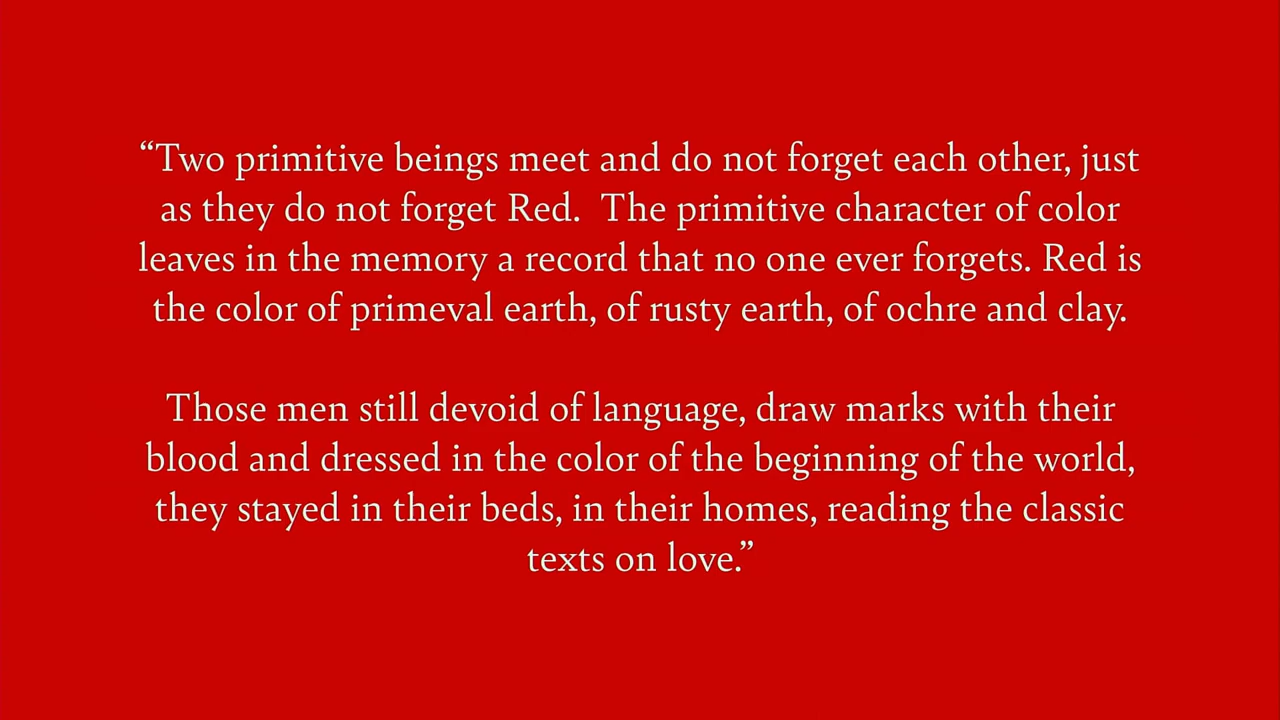 “Two primitive beings meet and do not forget each other, just
as they do not forget Red.  The primitive character of color
leaves in the memory a record that no one ever forgets. Red is
the color of primeval earth, of rusty earth, of ochre and clay.
Those men still devoid of language, draw marks with their
blood and dressed in the color of the beginning of the world,
they stayed in their beds, in their homes, reading the classic
texts on love.”